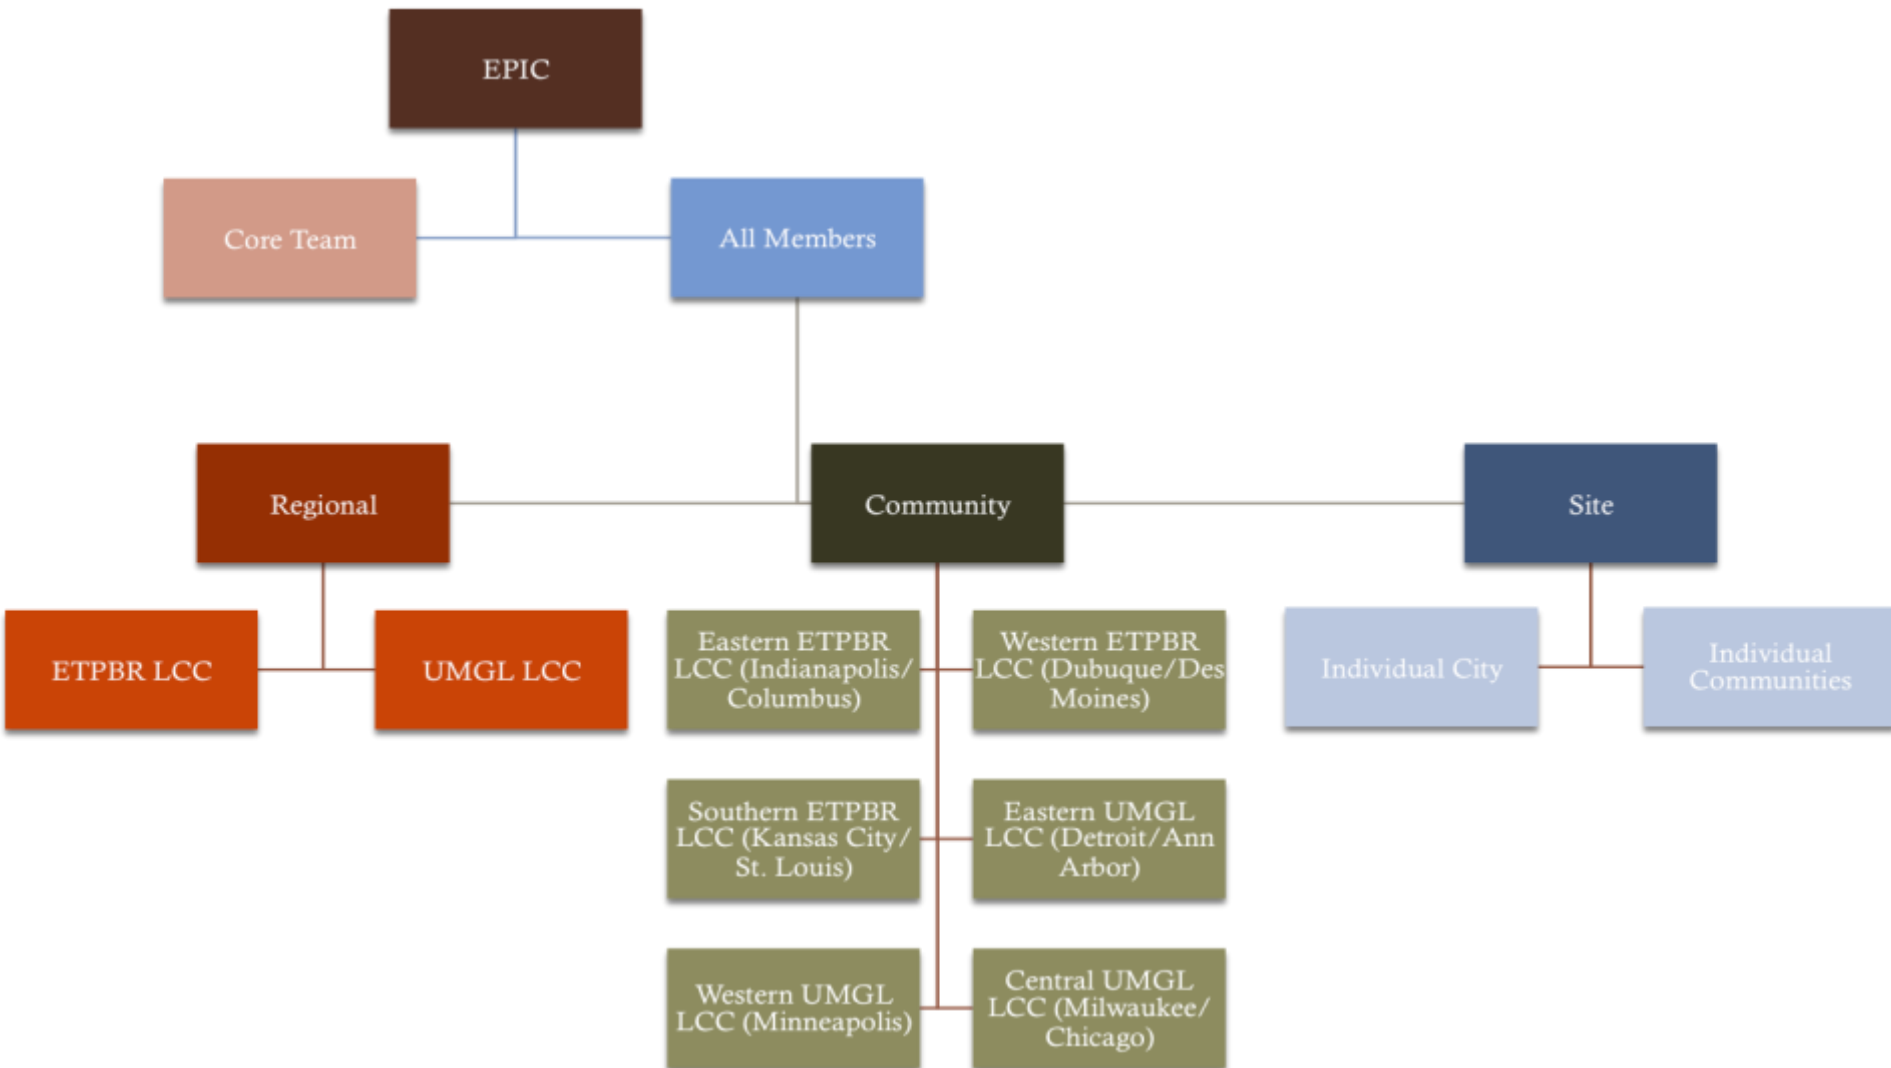 EPIC
Core Team
All Members
Regional
Community
Site
ETPBR LCC
UMGL LCC
Eastern ETPBR
LCC (Indianapolis/
Columbus)
Western ETPBR
LCC (Dubuque/Des
Moines)
Individual City
Individual
Communities
Southern ETPBR
LCC (Kansas City/
St. Louis)
Eastern UMGL
LCC (Detroit/Ann
Arbor)
Western UMGL
LCC (Minneapolis)
Central UMGL
LCC (Milwaukee/
Chicago)